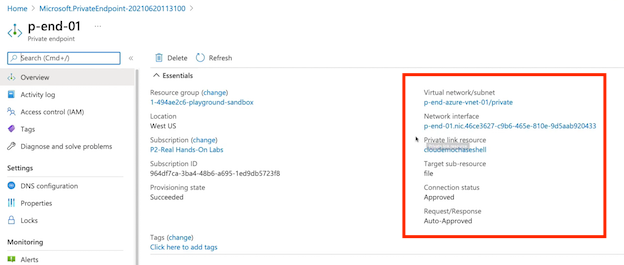 Home > Microsoft.PrivateEndpoint-20210620113100 >
p-end-01 ...
Private endpoint
Search (Cmd+/)
«
Delete
Refresh
Overview
Activity log
Access control (IAM)
Tags
Diagnose and solve problems
Settings
DNS configuration
Properties
Locks
Monitoring
Alerts
Essentials
Resource group (change)
1-494ae2c6-playground-sandbox
Location
West US
Subscription (change)
P2-Real Hands-On Labs
Subscription ID
964df7ca-3ba4-48b6-a695-1ed9db5723f8
Provisioning state
Succeeded
Virtual network/subnet
p-end-azure-vnet-01/private
Network interface
p-end-01.nic.46ce3627-c9b6-465e-810e-9d5aab920433
Private link resource
cloudemochaseshell
Target sub-resource
file
Connection status
Approved
Request/Response
Auto-Approved
Tags (change)
Click here to add tags